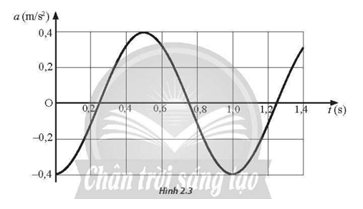 a (m/s²)
0,4
0,2
O
0,2 0,4 0,6 0,8 1,0 1,2 1,4 t (s)
−0,2
−0,4
Chân trời sáng tạo
Hình 2.3